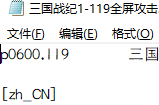 三国战纪1-119全屏攻击
文件(F) 编辑(E) 格式(O)
p0600.119 三国
[zh_CN]